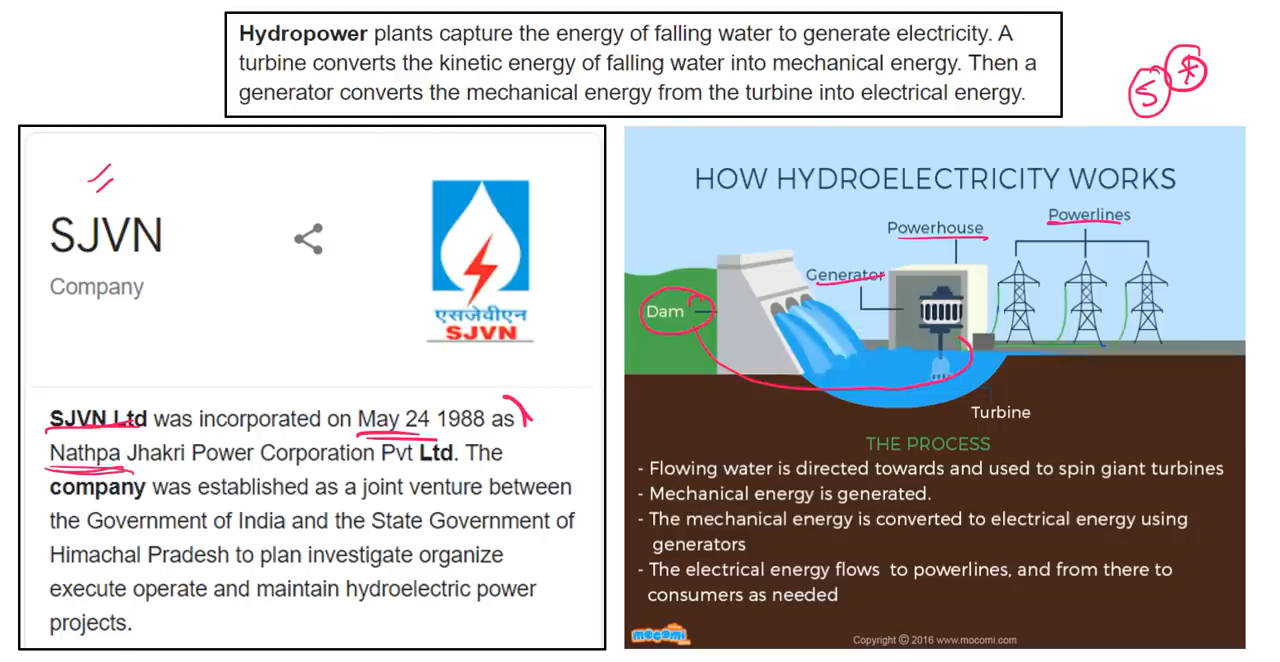 Hydropower plants capture the energy of falling water to generate electricity. A
turbine converts the kinetic energy of falling water into mechanical energy. Then a
generator converts the mechanical energy from the turbine into electrical energy.
5 *
SJVN
Company
एसजेवीएन
SJVN
SJVN Ltd was incorporated on May 24 1988 as
Nathpa Jhakri Power Corporation Pvt Ltd. The
company was established as a joint venture between
the Government of India and the State Government of
Himachal Pradesh to plan investigate organize
execute operate and maintain hydroelectric power
projects.
HOW HYDROELECTRICITY WORKS
Powerlines
Powerhouse
Generator
Dam
Turbine
THE PROCESS
- Flowing water is directed towards and used to spin giant turbines
- Mechanical energy is generated.
- The mechanical energy is converted to electrical energy using
generators
- The electrical energy flows to powerlines, and from there to
consumers as needed
mocomi
Copyright © 2016 www.mocomi.com